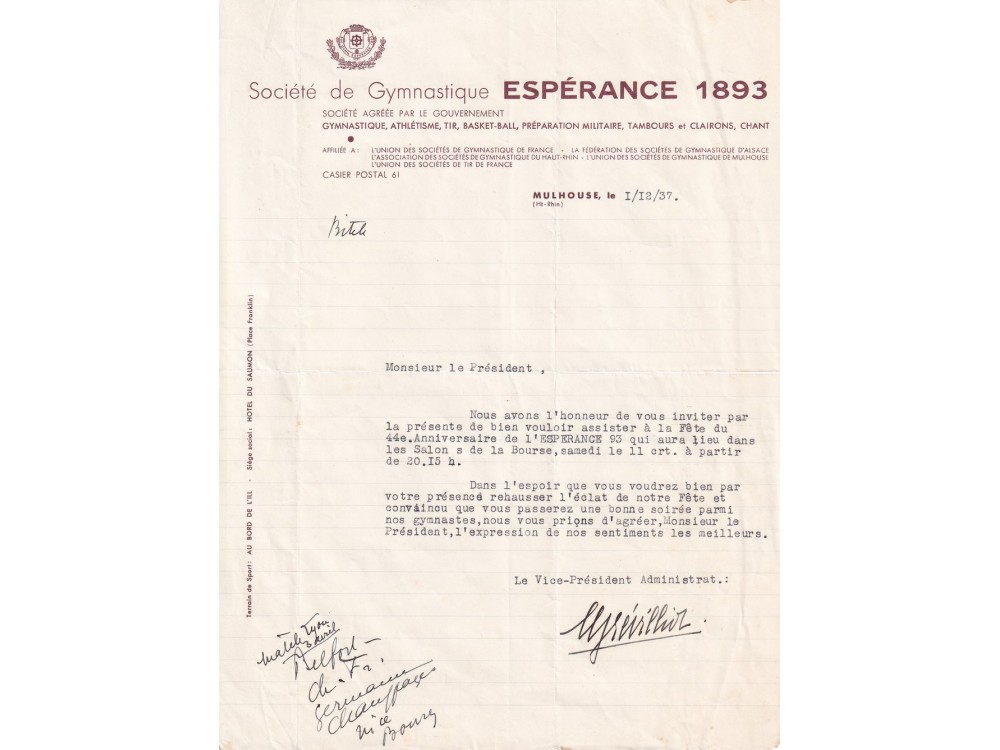 Société de Gymnastique ESPÉRANCE 1893
SOCIÉTÉ AGRÉÉE PAR LE GOUVERNEMENT
GYMNASTIQUE, ATHLÉTISME, TIR, BASKET-BALL, PRÉPARATION MILITAIRE, TAMBOURS et CLAIRONS, CHANT
AFFILIÉE A: L'UNION DES SOCIÉTÉS DE GYMNASTIQUE DE FRANCE - LA FÉDÉRATION DES SOCIÉTÉS DE GYMNASTIQUE D'ALSACE
L'ASSOCIATION DES SOCIÉTÉS DE GYMNASTIQUE DU HAUT-RHIN - L'UNION DES SOCIÉTÉS DE GYMNASTIQUE DE MULHOUSE
L'UNION DES SOCIÉTÉS DE TIR DE FRANCE
CASIER POSTAL 61
MULHOUSE, le I/I2/37.
(Ht-Rhin)
Terrain de Sport: AU BORD DE L'ILL - Siège social: HOTEL DU SAUMON (Place Franklin)
Monsieur le Président ,
Nous avons l'honneur de vous inviter par
la présente de bien vouloir assister à la Fête du
44e.Anniversaire de l'ESPERANCE 93 qui aura lieu dans
les Salon s de la Bourse,samedi le 11 crt. à partir
de 20.I5 h.
Dans l'espoir que vous voudrez bien par
votre présence rehausser l'éclat de notre Fête et
convaincu que vous passerez une bonne soirée parmi
nos gymnastes,nous vous prions d'agréer,Monsieur le
Président,l'expression de nos sentiments les meilleurs.
Le Vice-Président Administrat.:
Lyon
Belfort -
germann
nice